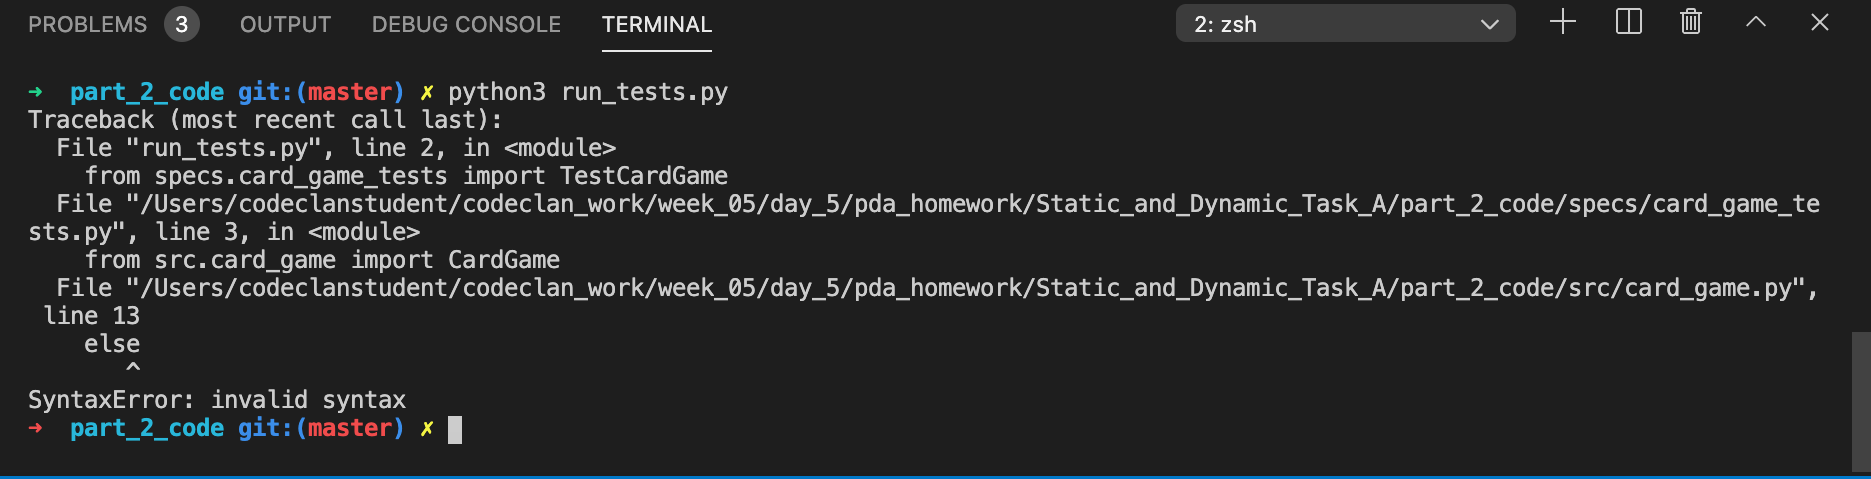 PROBLEMS 3 OUTPUT DEBUG CONSOLE TERMINAL 2: zsh
➜  part_2_code git:(master) ✗ python3 run_tests.py
Traceback (most recent call last):
  File "run_tests.py", line 2, in <module>
    from specs.card_game_tests import TestCardGame
  File "/Users/codeclanstudent/codeclan_work/week_05/day_5/pda_homework/Static_and_Dynamic_Task_A/part_2_code/specs/card_game_te
sts.py", line 3, in <module>
    from src.card_game import CardGame
  File "/Users/codeclanstudent/codeclan_work/week_05/day_5/pda_homework/Static_and_Dynamic_Task_A/part_2_code/src/card_game.py",
 line 13
    else
       ^
SyntaxError: invalid syntax
➜  part_2_code git:(master) ✗